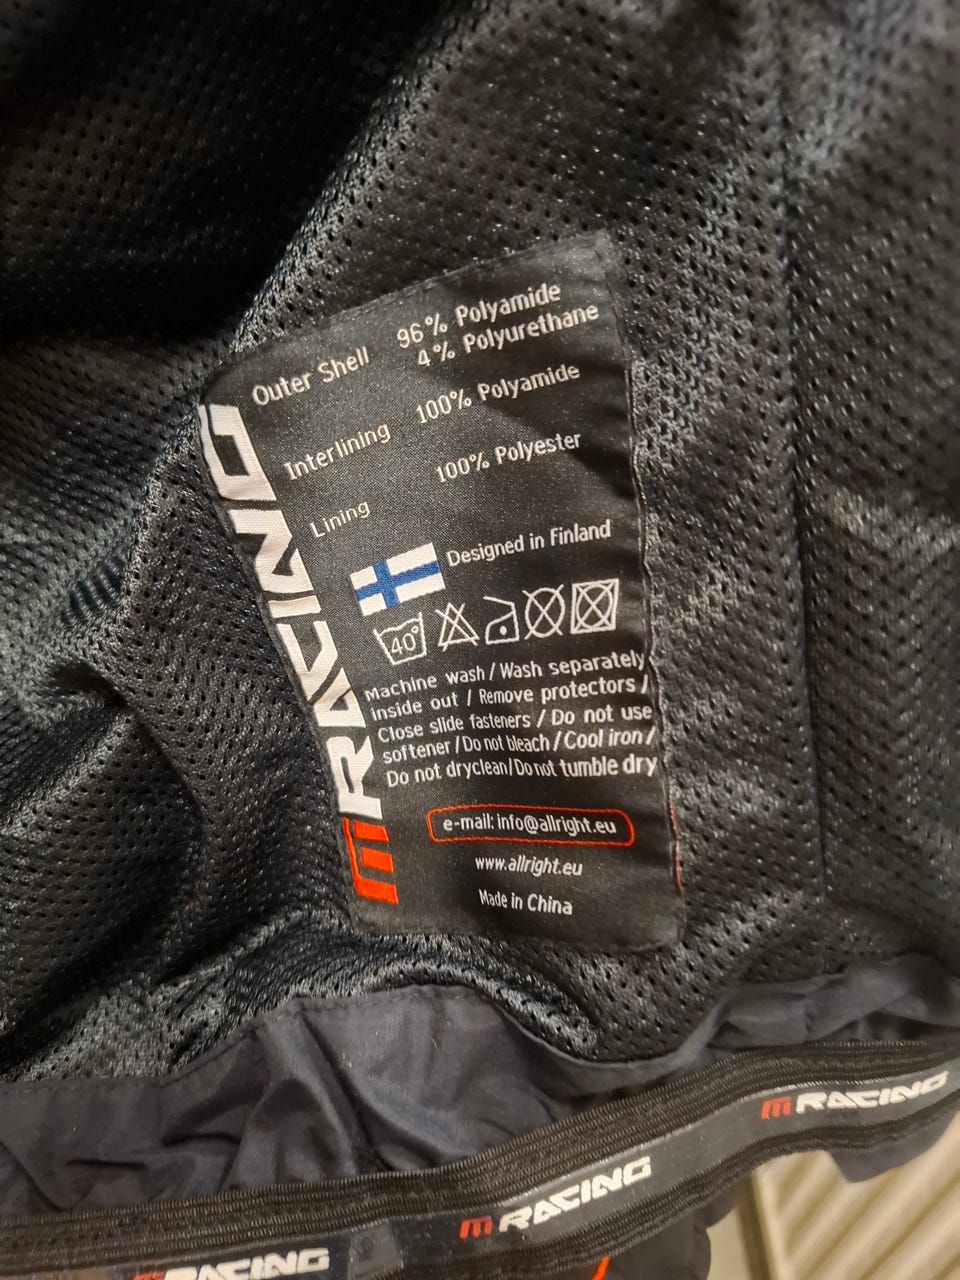 Outer Shell 96% Polyamide
4% Polyurethane
Interlining 100% Polyamide
Lining 100% Polyester
Designed in Finland
40°
Machine wash / Wash separately
inside out / Remove protectors /
Close slide fasteners / Do not use
softener / Do not bleach / Cool iron /
Do not dryclean/Do not tumble dry
e-mail: info@allright.eu
www.allright.eu
Made in China
M RACING
M RACING
M RACING
M RACING